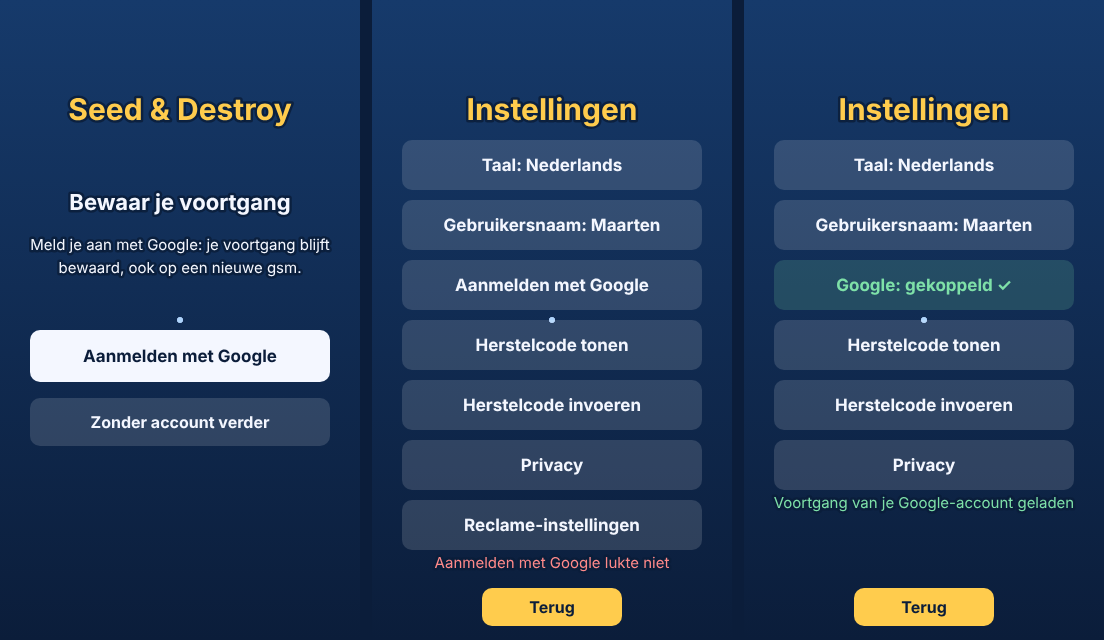 Seed & Destroy
Bewaar je voortgang
Meld je aan met Google: je voortgang blijft
bewaard, ook op een nieuwe gsm.
Aanmelden met Google
Zonder account verder
Instellingen
Taal: Nederlands
Gebruikersnaam: Maarten
Aanmelden met Google
Herstelcode tonen
Herstelcode invoeren
Privacy
Reclame-instellingen
Aanmelden met Google lukte niet
Terug
Instellingen
Taal: Nederlands
Gebruikersnaam: Maarten
Google: gekoppeld ✓
Herstelcode tonen
Herstelcode invoeren
Privacy
Voortgang van je Google-account geladen
Terug